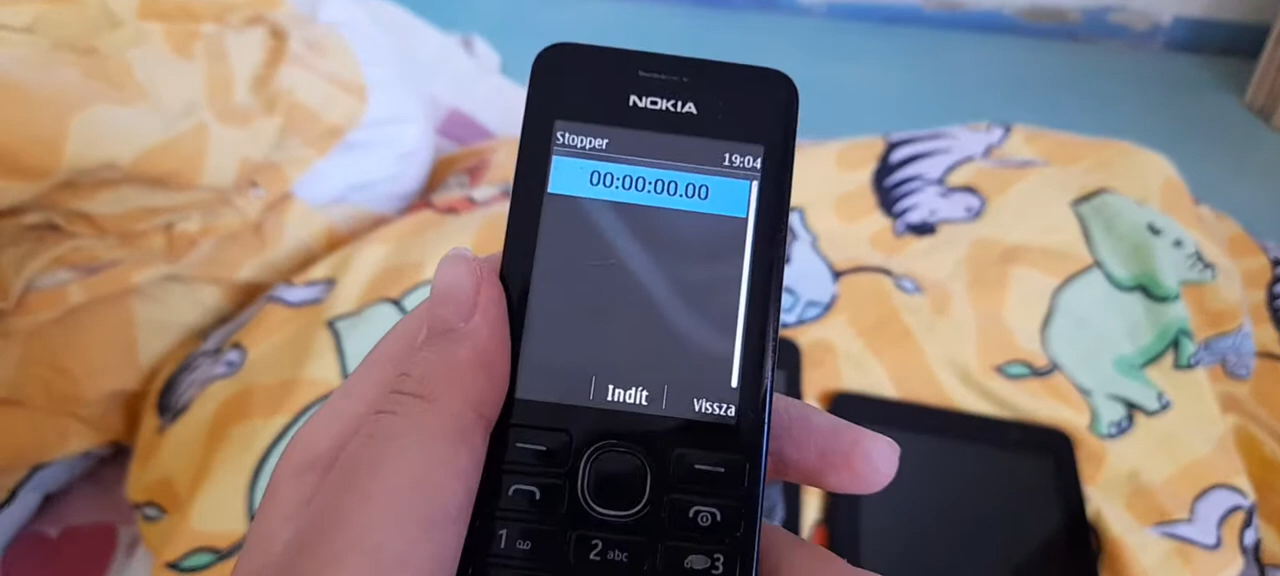 NOKIA
Stopper
19:04
00:00:00.00
Indít
Vissza
1
2 abc
3